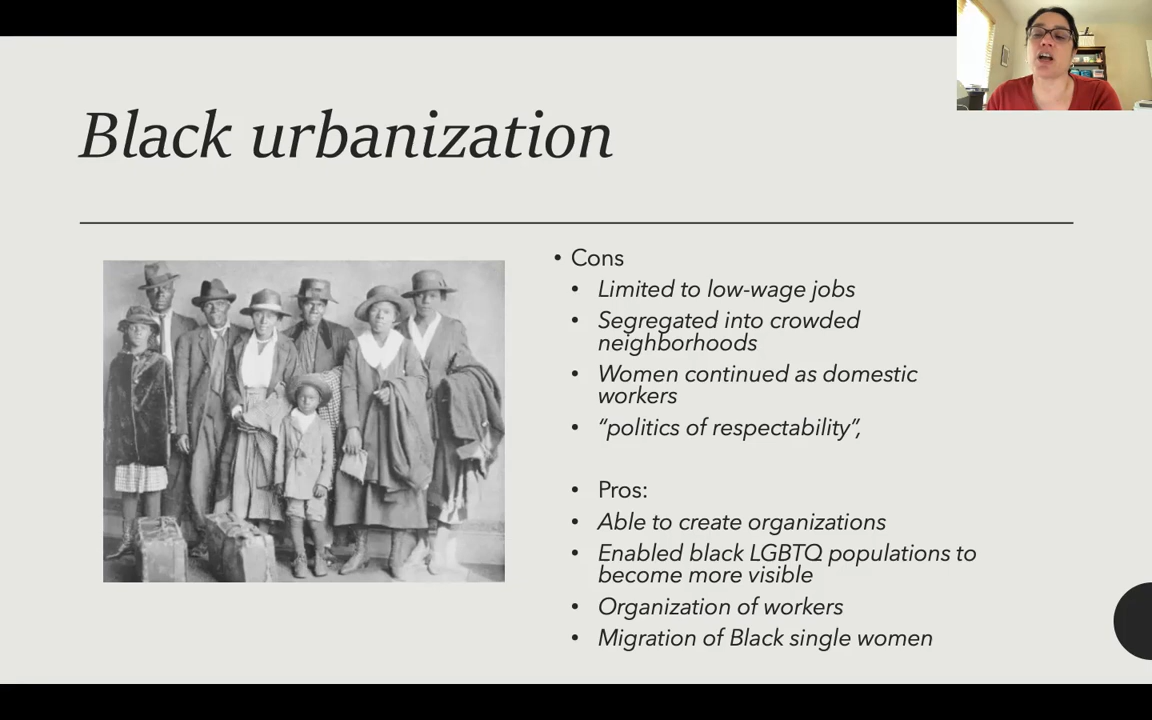 Black urbanization
• Cons
• Limited to low-wage jobs
• Segregated into crowded
neighborhoods
• Women continued as domestic
workers
• “politics of respectability”,
• Pros:
• Able to create organizations
• Enabled black LGBTQ populations to
become more visible
• Organization of workers
• Migration of Black single women